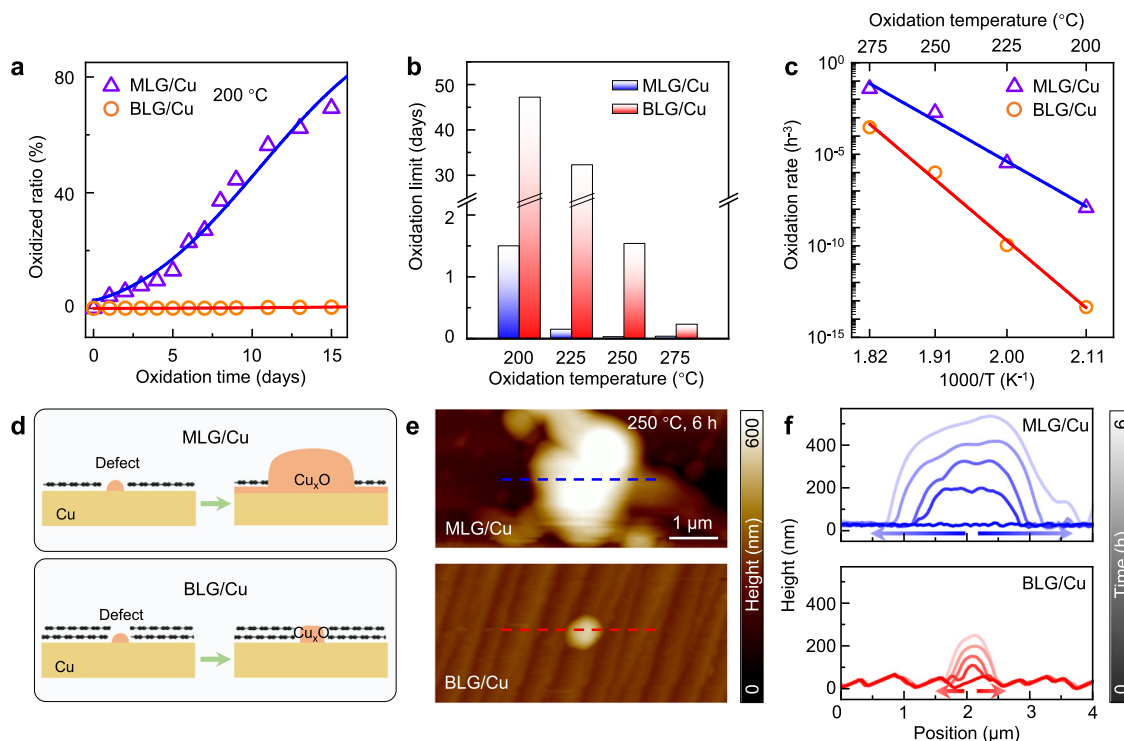 a
Oxidized ratio (%)
80
40
0
MLG/Cu
BLG/Cu
200 °C
0 5 10 15
Oxidation time (days)
b
Oxidation limit (days)
50
40
30
2
1
0
MLG/Cu
BLG/Cu
200 225 250 275
Oxidation temperature (°C)
c
Oxidation temperature (°C)
275 250 225 200
Oxidation rate (h⁻³)
10⁰
10⁻⁵
10⁻¹⁰
10⁻¹⁵
MLG/Cu
BLG/Cu
1.82 1.91 2.00 2.11
1000/T (K⁻¹)
d
MLG/Cu
Defect
CuₓO
Cu
BLG/Cu
Defect
CuₓO
Cu
e
250 °C, 6 h
MLG/Cu
1 µm
BLG/Cu
600
Height (nm)
0
f
MLG/Cu
400
200
0
Height (nm)
BLG/Cu
400
200
0
0 1 2 3 4
Position (µm)
6
Time (h)
0